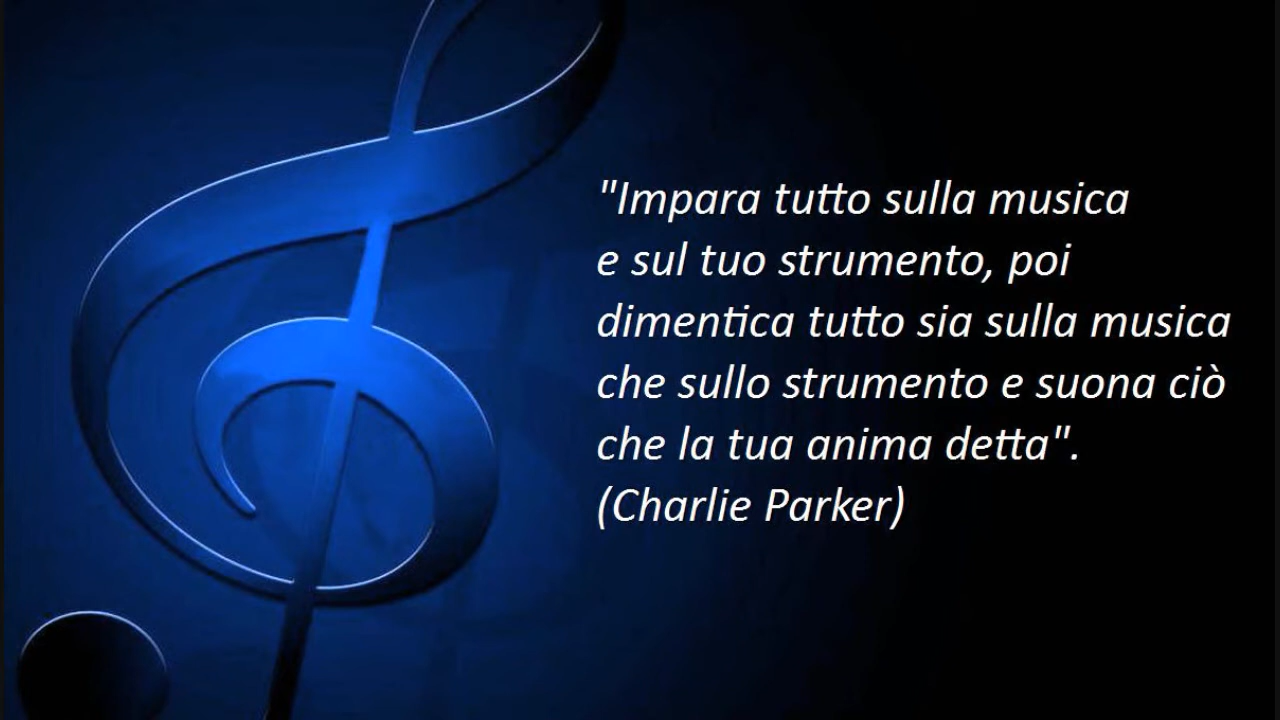 "Impara tutto sulla musica
e sul tuo strumento, poi
dimentica tutto sia sulla musica
che sullo strumento e suona ciò
che la tua anima detta".
(Charlie Parker)